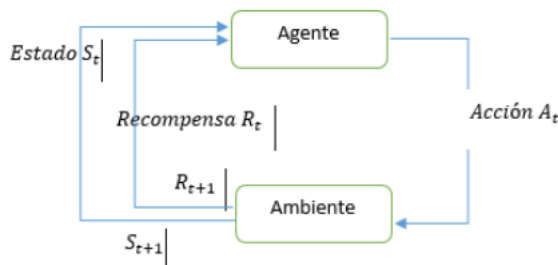 Agente
Estado S_t|
Recompensa R_t|
Acción A_t
R_{t+1}|
Ambiente
S_{t+1}|